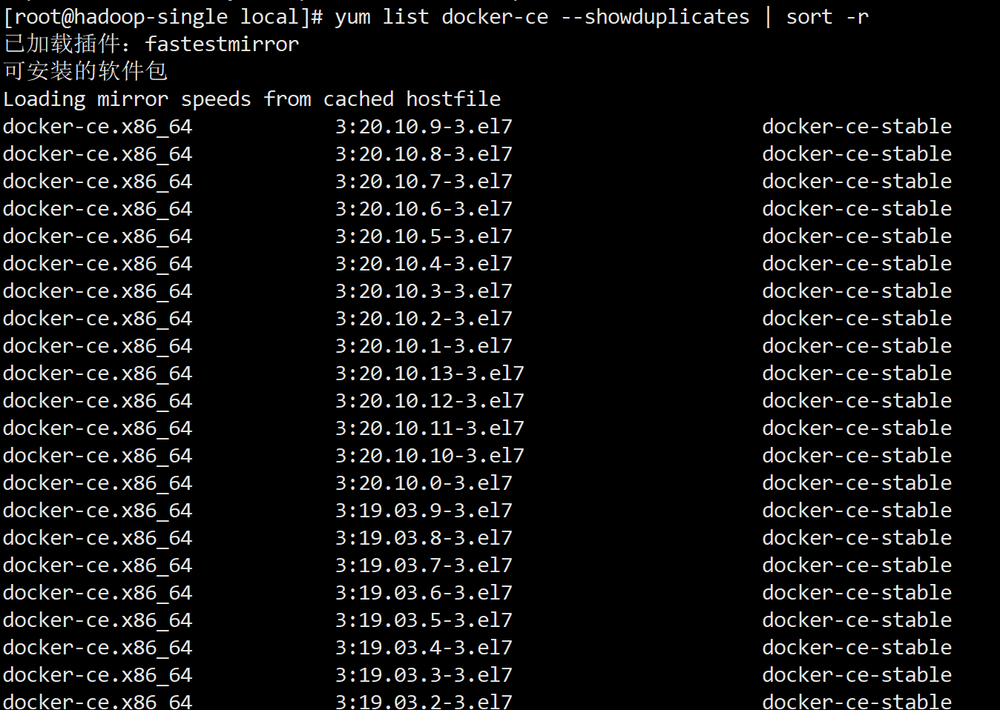 [root@hadoop-single local]# yum list docker-ce --showduplicates | sort -r
已加载插件：fastestmirror
可安装的软件包
Loading mirror speeds from cached hostfile
docker-ce.x86_64 3:20.10.9-3.el7 docker-ce-stable
docker-ce.x86_64 3:20.10.8-3.el7 docker-ce-stable
docker-ce.x86_64 3:20.10.7-3.el7 docker-ce-stable
docker-ce.x86_64 3:20.10.6-3.el7 docker-ce-stable
docker-ce.x86_64 3:20.10.5-3.el7 docker-ce-stable
docker-ce.x86_64 3:20.10.4-3.el7 docker-ce-stable
docker-ce.x86_64 3:20.10.3-3.el7 docker-ce-stable
docker-ce.x86_64 3:20.10.2-3.el7 docker-ce-stable
docker-ce.x86_64 3:20.10.1-3.el7 docker-ce-stable
docker-ce.x86_64 3:20.10.13-3.el7 docker-ce-stable
docker-ce.x86_64 3:20.10.12-3.el7 docker-ce-stable
docker-ce.x86_64 3:20.10.11-3.el7 docker-ce-stable
docker-ce.x86_64 3:20.10.10-3.el7 docker-ce-stable
docker-ce.x86_64 3:20.10.0-3.el7 docker-ce-stable
docker-ce.x86_64 3:19.03.9-3.el7 docker-ce-stable
docker-ce.x86_64 3:19.03.8-3.el7 docker-ce-stable
docker-ce.x86_64 3:19.03.7-3.el7 docker-ce-stable
docker-ce.x86_64 3:19.03.6-3.el7 docker-ce-stable
docker-ce.x86_64 3:19.03.5-3.el7 docker-ce-stable
docker-ce.x86_64 3:19.03.4-3.el7 docker-ce-stable
docker-ce.x86_64 3:19.03.3-3.el7 docker-ce-stable
docker-ce.x86_64 3:19.03.2-3.el7 docker-ce-stable